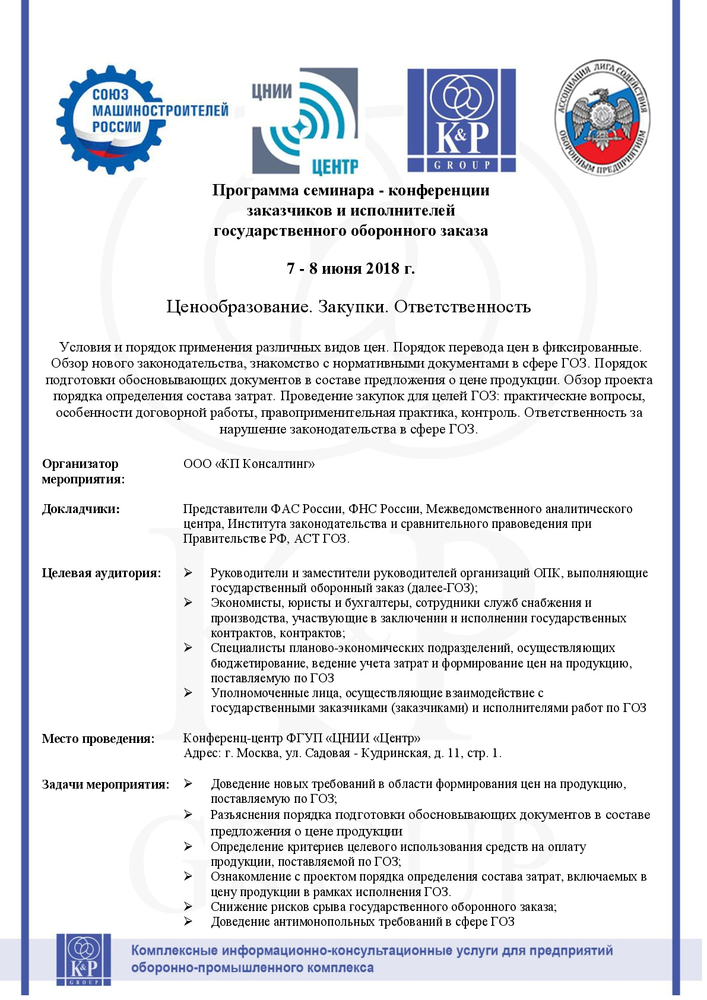 СОЮЗ
МАШИНОСТРОИТЕЛЕЙ
РОССИИ
ЦНИИ
ЦЕНТР
K&P
GROUP
АССОЦИАЦИЯ ЛИГА СОДЕЙСТВИЯ
ОБОРОННЫМ ПРЕДПРИЯТИЯМ
Программа семинара - конференции
заказчиков и исполнителей
государственного оборонного заказа
7 - 8 июня 2018 г.
Ценообразование. Закупки. Ответственность
Условия и порядок применения различных видов цен. Порядок перевода цен в фиксированные.
Обзор нового законодательства, знакомство с нормативными документами в сфере ГОЗ. Порядок
подготовки обосновывающих документов в составе предложения о цене продукции. Обзор проекта
порядка определения состава затрат. Проведение закупок для целей ГОЗ: практические вопросы,
особенности договорной работы, правоприменительная практика, контроль. Ответственность за
нарушение законодательства в сфере ГОЗ.
Организатор
мероприятия:
ООО «КП Консалтинг»
Докладчики:
Представители ФАС России, ФНС России, Межведомственного аналитического
центра, Института законодательства и сравнительного правоведения при
Правительстве РФ, АСТ ГОЗ.
Целевая аудитория:
➢ Руководители и заместители руководителей организаций ОПК, выполняющие
государственный оборонный заказ (далее-ГОЗ);
➢ Экономисты, юристы и бухгалтеры, сотрудники служб снабжения и
производства, участвующие в заключении и исполнении государственных
контрактов, контрактов;
➢ Специалисты планово-экономических подразделений, осуществляющих
бюджетирование, ведение учета затрат и формирование цен на продукцию,
поставляемую по ГОЗ
➢ Уполномоченные лица, осуществляющие взаимодействие с
государственными заказчиками (заказчиками) и исполнителями работ по ГОЗ
Место проведения:
Конференц-центр ФГУП «ЦНИИ «Центр»
Адрес: г. Москва, ул. Садовая - Кудринская, д. 11, стр. 1.
Задачи мероприятия:
➢ Доведение новых требований в области формирования цен на продукцию,
поставляемую по ГОЗ;
➢ Разъяснения порядка подготовки обосновывающих документов в составе
предложения о цене продукции
➢ Определение критериев целевого использования средств на оплату
продукции, поставляемой по ГОЗ;
➢ Ознакомление с проектом порядка определения состава затрат, включаемых в
цену продукции в рамках исполнения ГОЗ.
➢ Снижение рисков срыва государственного оборонного заказа;
➢ Доведение антимонопольных требований в сфере ГОЗ
K&P
GROUP
K&P
GROUP
Комплексные информационно-консультационные услуги для предприятий
оборонно-промышленного комплекса